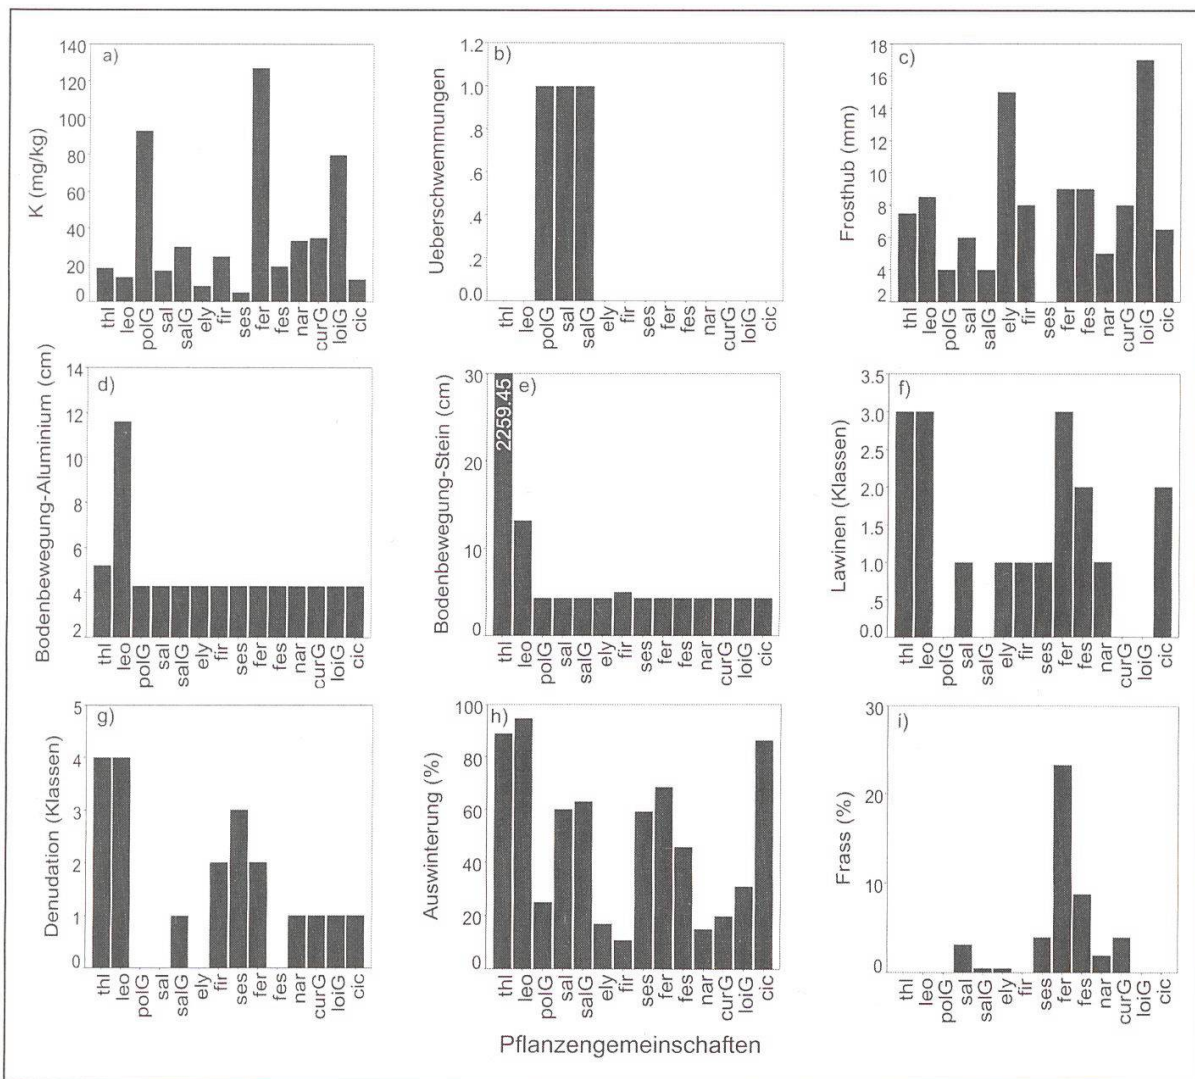 a)
K (mg/kg)
140
120
100
80
60
40
20
0
thl leo polG sal salG ely fir ses fer fes nar curG loiG cic
b)
Ueberschwemmungen
1.0
.8
.6
.4
.2
0.0
thl leo polG sal salG ely fir ses fer fes nar curG loiG cic
c)
Frosthub (mm)
18
16
14
12
10
8
6
4
2
thl leo polG sal salG ely fir ses fer fes nar curG loiG cic
d)
Bodenbewegung-Aluminium (cm)
14
12
10
6
4
2
thl leo polG sal salG ely fir ses fer fes nar curG loiG cic
e)
Bodenbewegung-Stein (cm)
30
30
10
0
2259.45
thl leo polG sal salG ely fir ses fer fes nar curG loiG cic
f)
Lawinen (Klassen)
3.5
3.0
2.5
2.0
1.5
1.0
.5
0.0
thl leo polG sal salG ely fir ses fer fes nar curG loiG cic
g)
Denudation (Klassen)
5
4
3
2
1
0
thl leo polG sal salG ely fir ses fer fes nar curG loiG cic
h)
Auswinterung (%)
100
80
60
40
20
0
thl leo polG sal salG ely fir ses fer fes nar curG loiG cic
i)
Frass (%)
30
20
10
0
thl leo polG sal salG ely fir ses fer fes nar curG loiG cic
Pflanzengemeinschaften